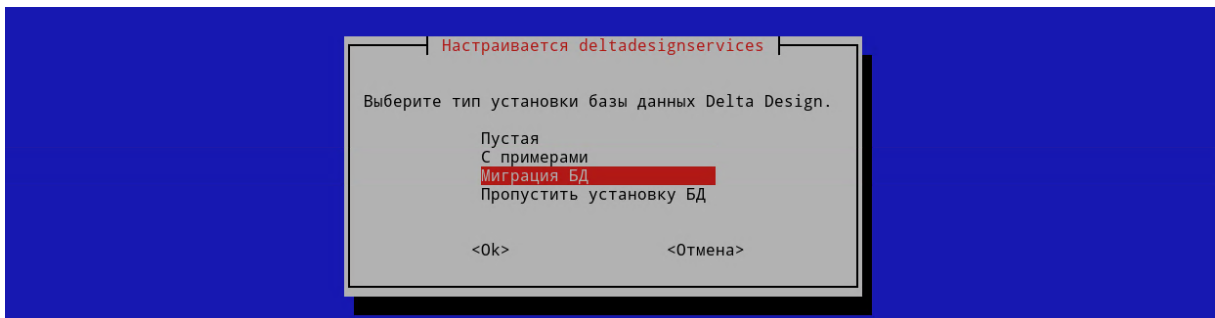 Настраивается deltadesignservices
Выберите тип установки базы данных Delta Design.
Пустая
С примерами
Миграция БД
Пропустить установку БД
<Ok> <Отмена>